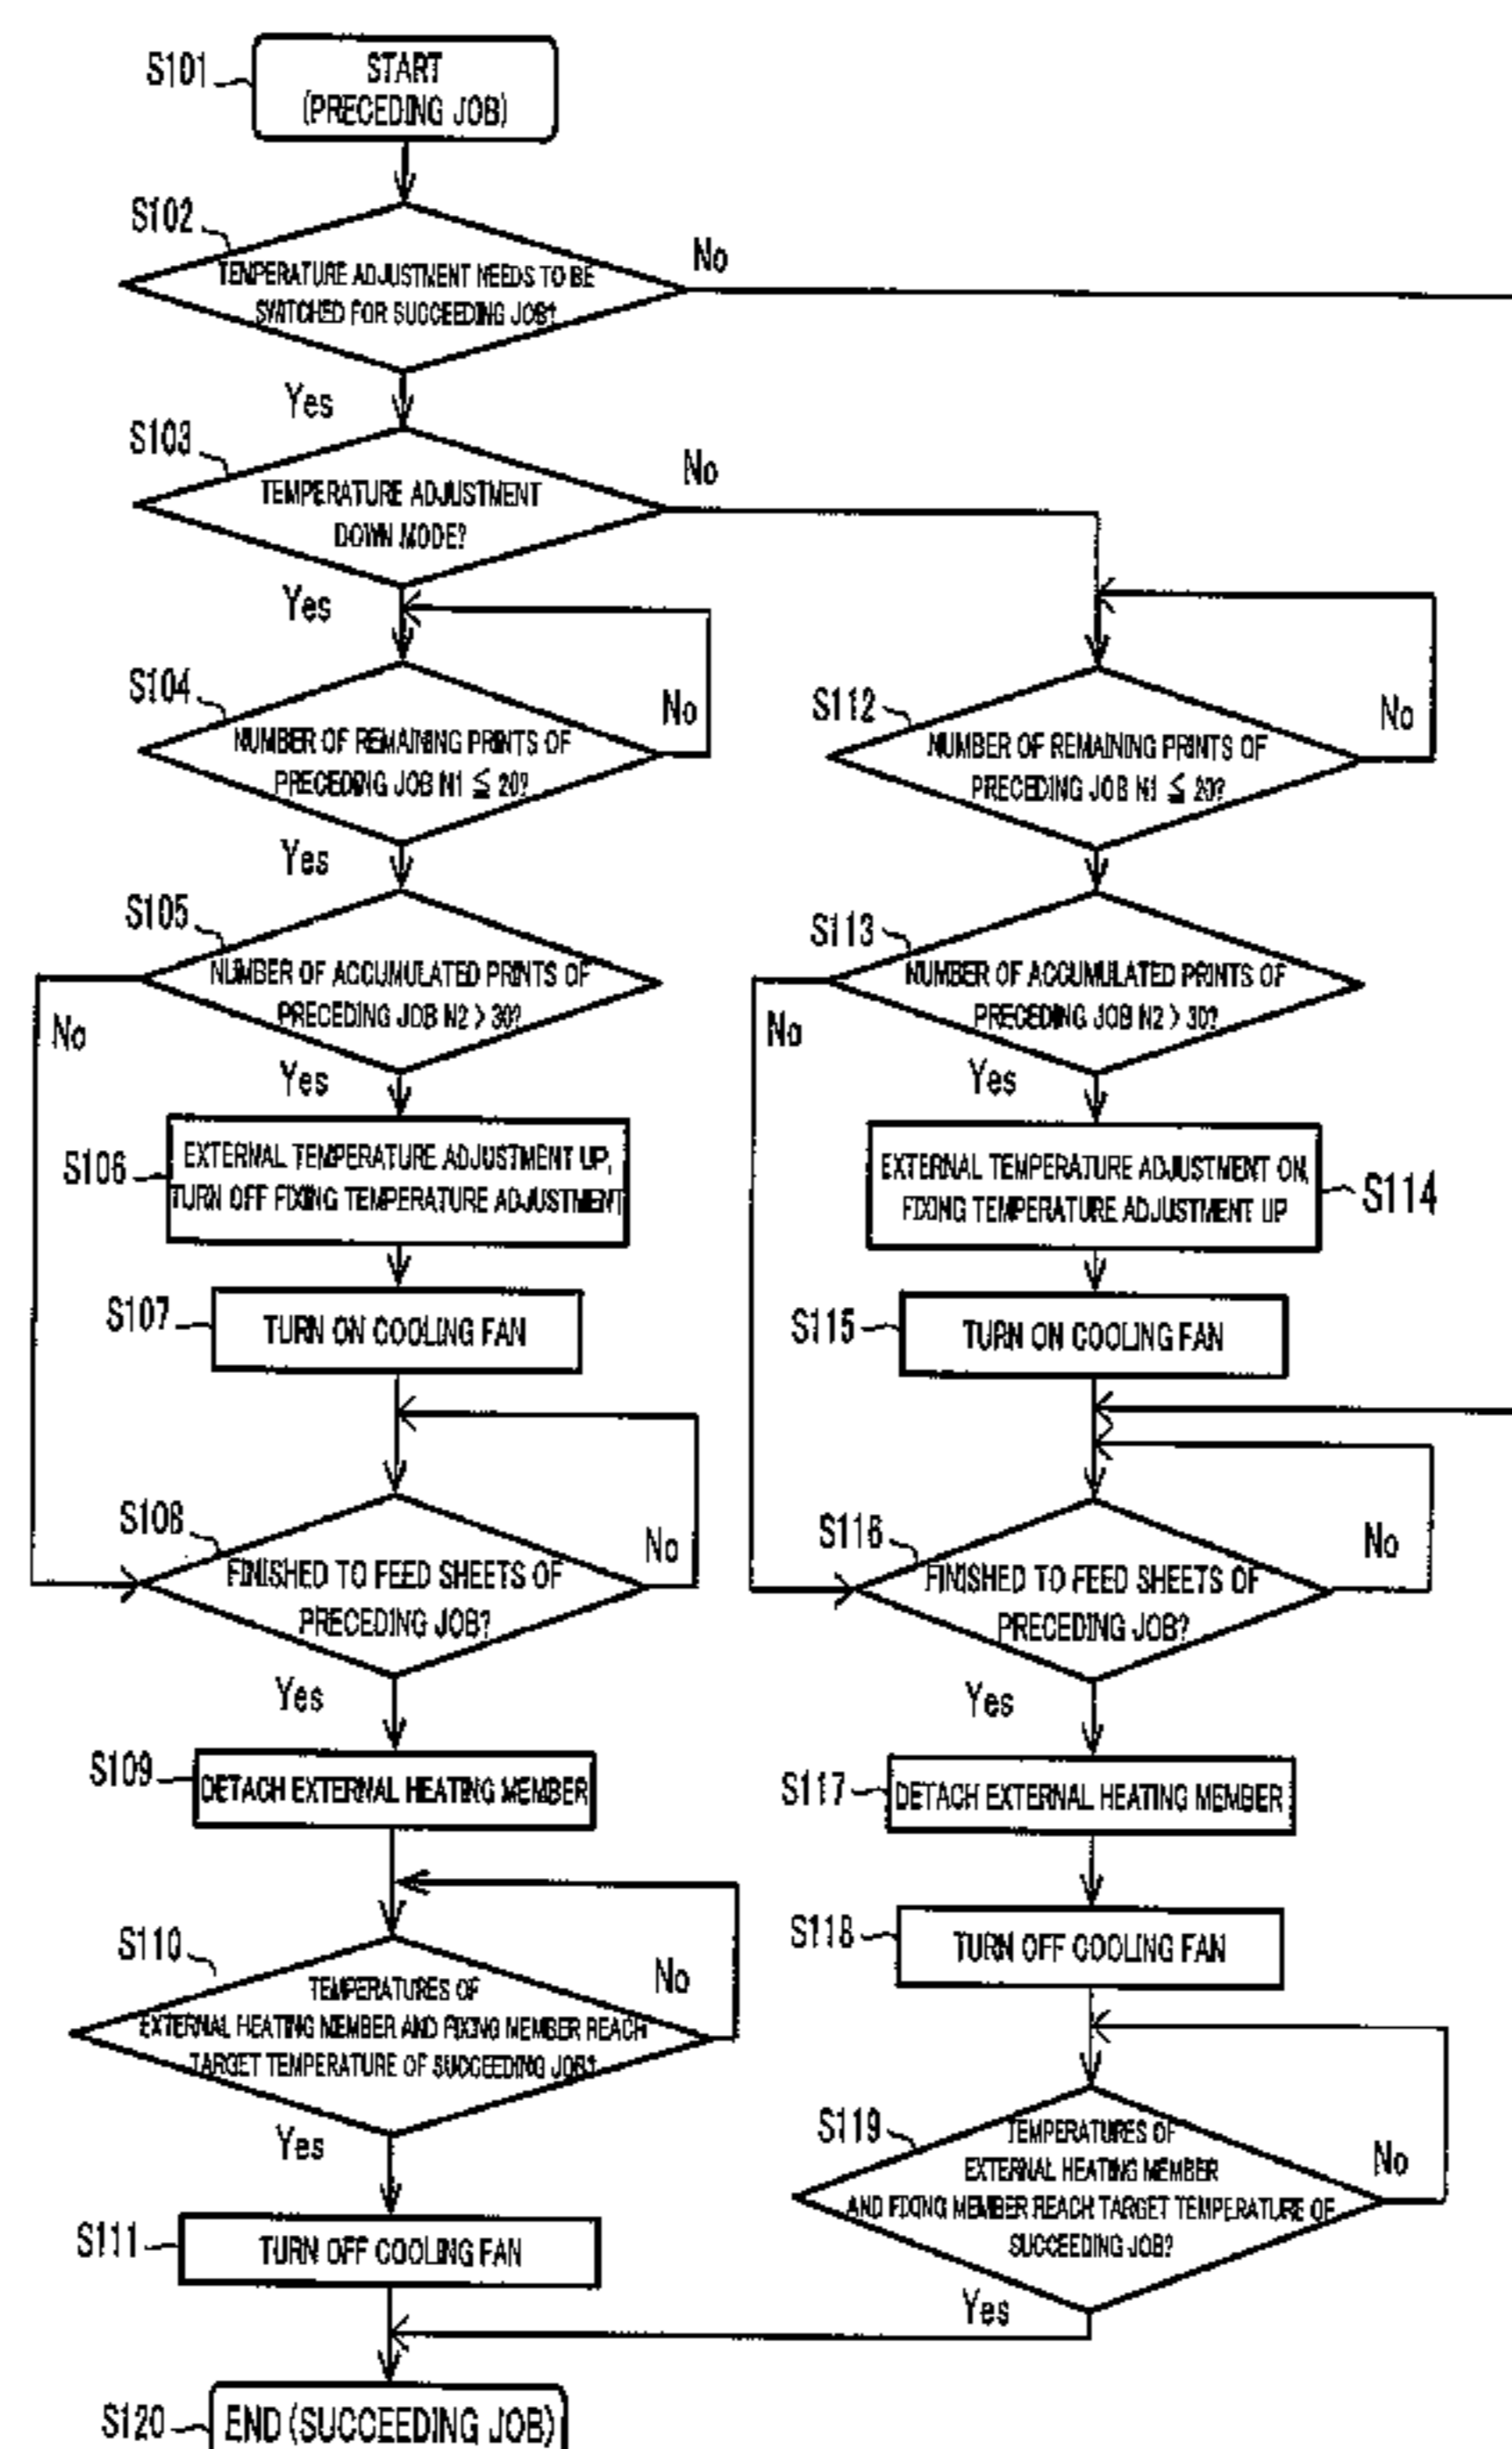 S101
START
(PRECEDING JOB)
S102
TEMPERATURE ADJUSTMENT NEEDS TO BE
SWITCHED FOR SUCCEEDING JOB?
No
Yes
S103
TEMPERATURE ADJUSTMENT
DOWN MODE?
No
Yes
S104
NUMBER OF REMAINING PRINTS OF
PRECEDING JOB N1 ≦ 20?
No
Yes
S105
NUMBER OF ACCUMULATED PRINTS OF
PRECEDING JOB N2 > 30?
No
Yes
S106
EXTERNAL TEMPERATURE ADJUSTMENT UP,
TURN OFF FIXING TEMPERATURE ADJUSTMENT
S107
TURN ON COOLING FAN
S108
FINISHED TO FEED SHEETS OF
PRECEDING JOB?
No
Yes
S109
DETACH EXTERNAL HEATING MEMBER
S110
TEMPERATURES OF
EXTERNAL HEATING MEMBER AND FIXING MEMBER REACH
TARGET TEMPERATURE OF SUCCEEDING JOB?
No
Yes
S111
TURN OFF COOLING FAN
S112
NUMBER OF REMAINING PRINTS OF
PRECEDING JOB N1 ≦ 20?
No
S113
NUMBER OF ACCUMULATED PRINTS OF
PRECEDING JOB N2 > 30?
No
Yes
S114
EXTERNAL TEMPERATURE ADJUSTMENT ON,
FIXING TEMPERATURE ADJUSTMENT UP
S115
TURN ON COOLING FAN
S116
FINISHED TO FEED SHEETS OF
PRECEDING JOB?
No
Yes
S117
DETACH EXTERNAL HEATING MEMBER
S118
TURN OFF COOLING FAN
S119
TEMPERATURES OF
EXTERNAL HEATING MEMBER
AND FIXING MEMBER REACH TARGET TEMPERATURE OF
SUCCEEDING JOB?
No
Yes
S120
END (SUCCEEDING JOB)